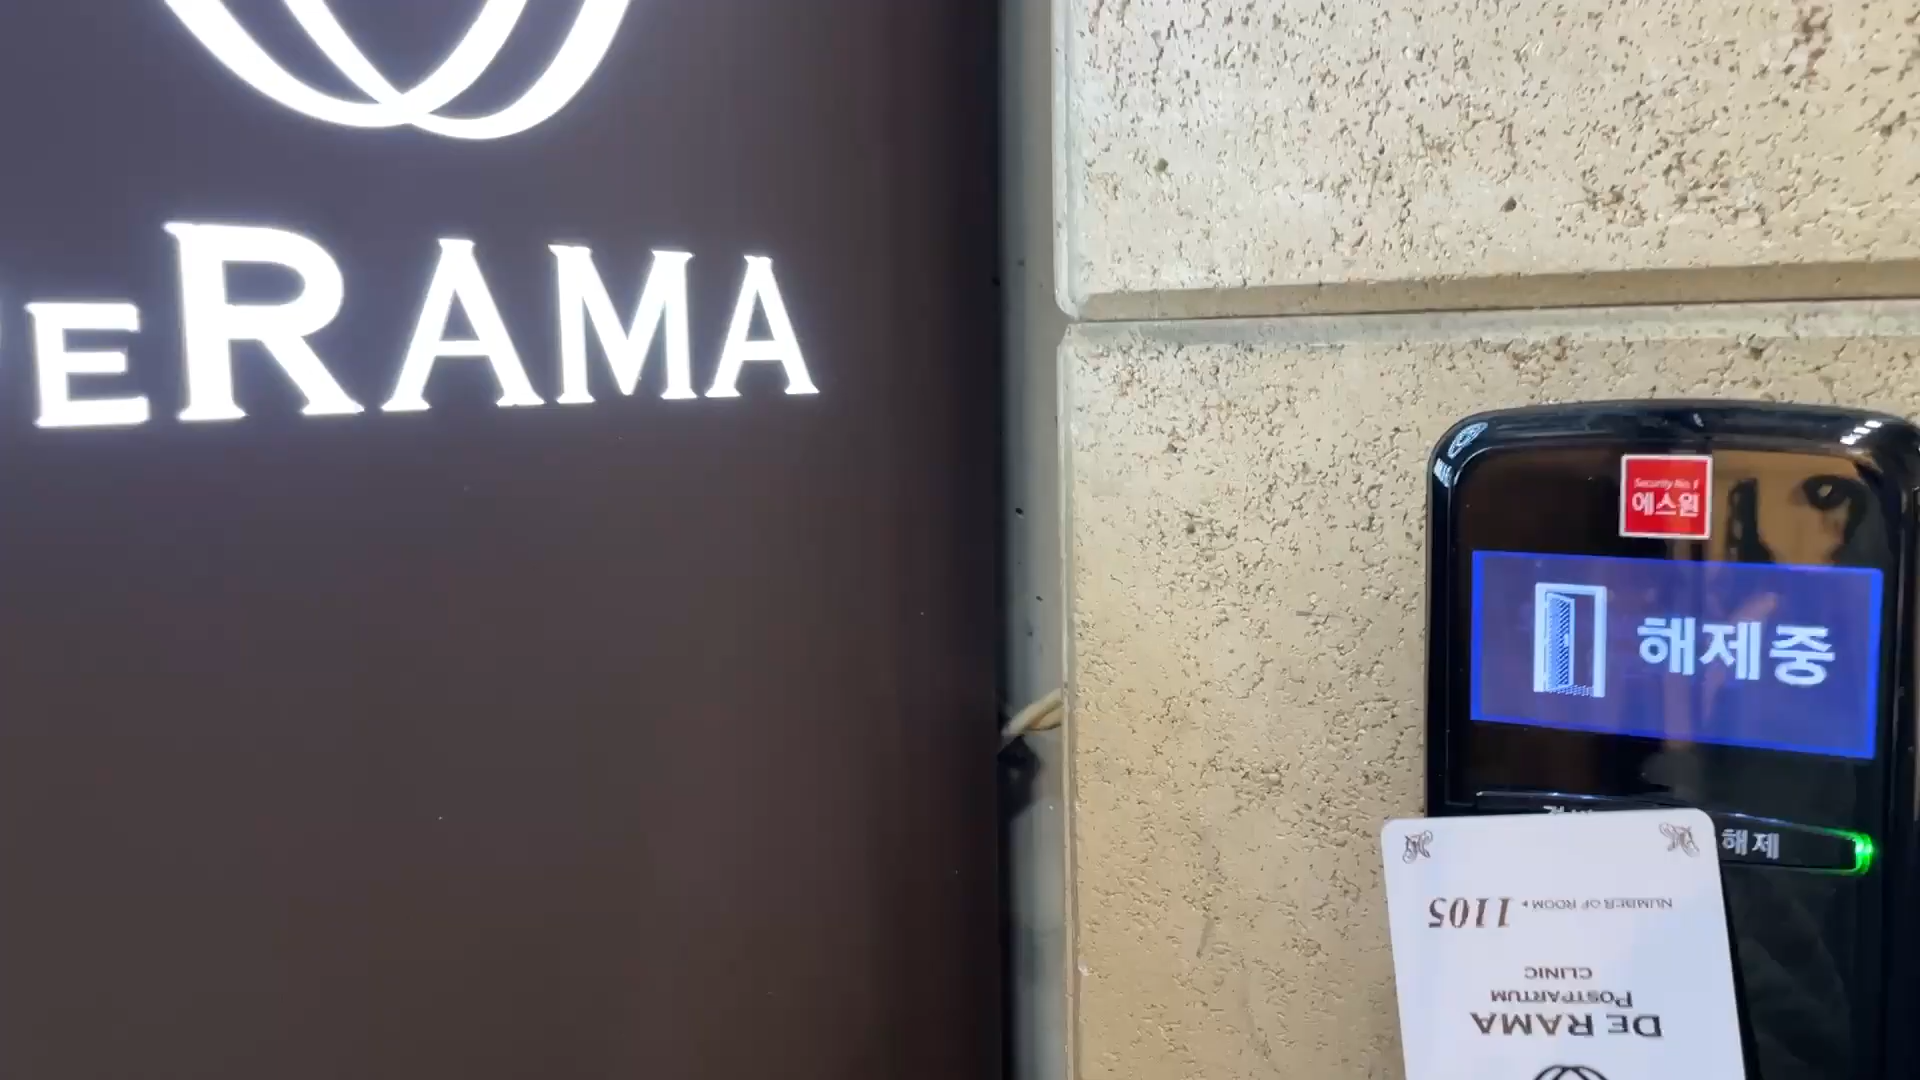 DERAMA
Security No.1
에스원
해제중
해제
NUMBER OF ROOM • 1105
DE RAMA
POSTPARTUM
CLINIC